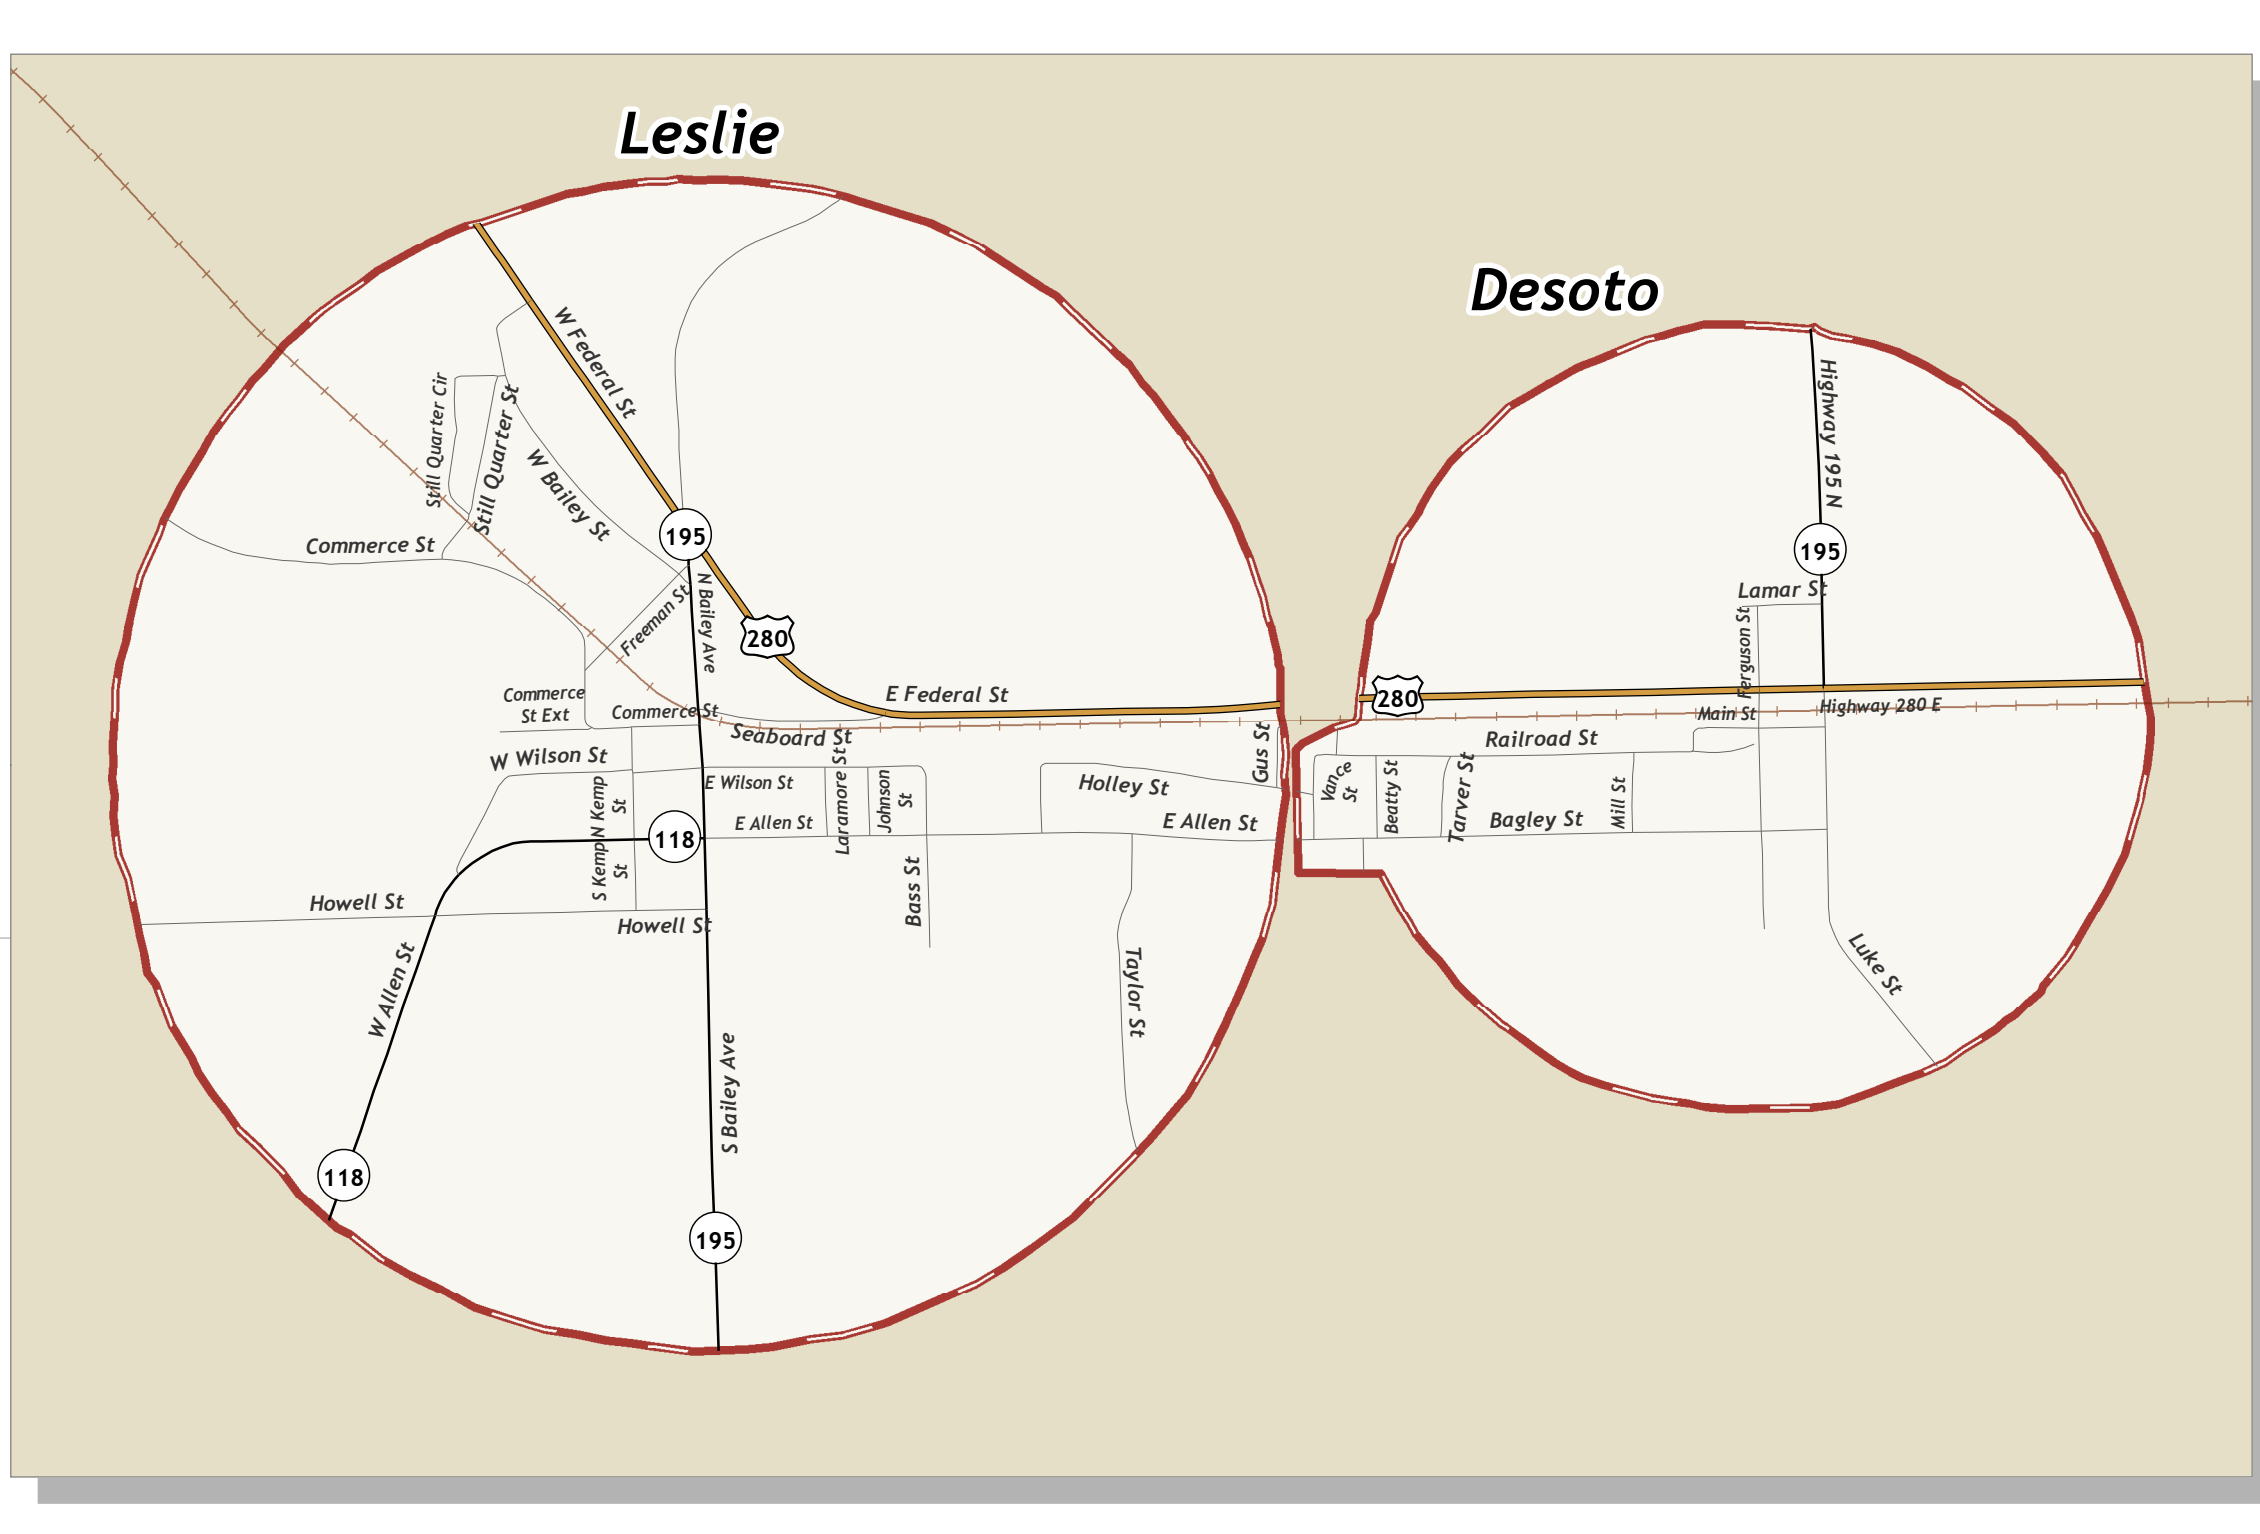 Leslie
Desoto
W Federal St
Still Quarter Cir
Still Quarter St
W Bailey St
195
Commerce St
Freeman St
N Bailey Ave
280
E Federal St
Commerce
St Ext
Commerce St
Seaboard St
W Wilson St
E Wilson St
N Kemp
St
S Kemp
St
118
E Allen St
Laramore St
Johnson
St
Bass St
Holley St
Gus St
E Allen St
Howell St
Howell St
W Allen St
Taylor St
S Bailey Ave
118
195
Highway 195 N
195
Lamar St
Ferguson St
280
Highway 280 E
Main St
Railroad St
Vance
St
Beatty St
Tarver St
Mill St
Bagley St
Luke St